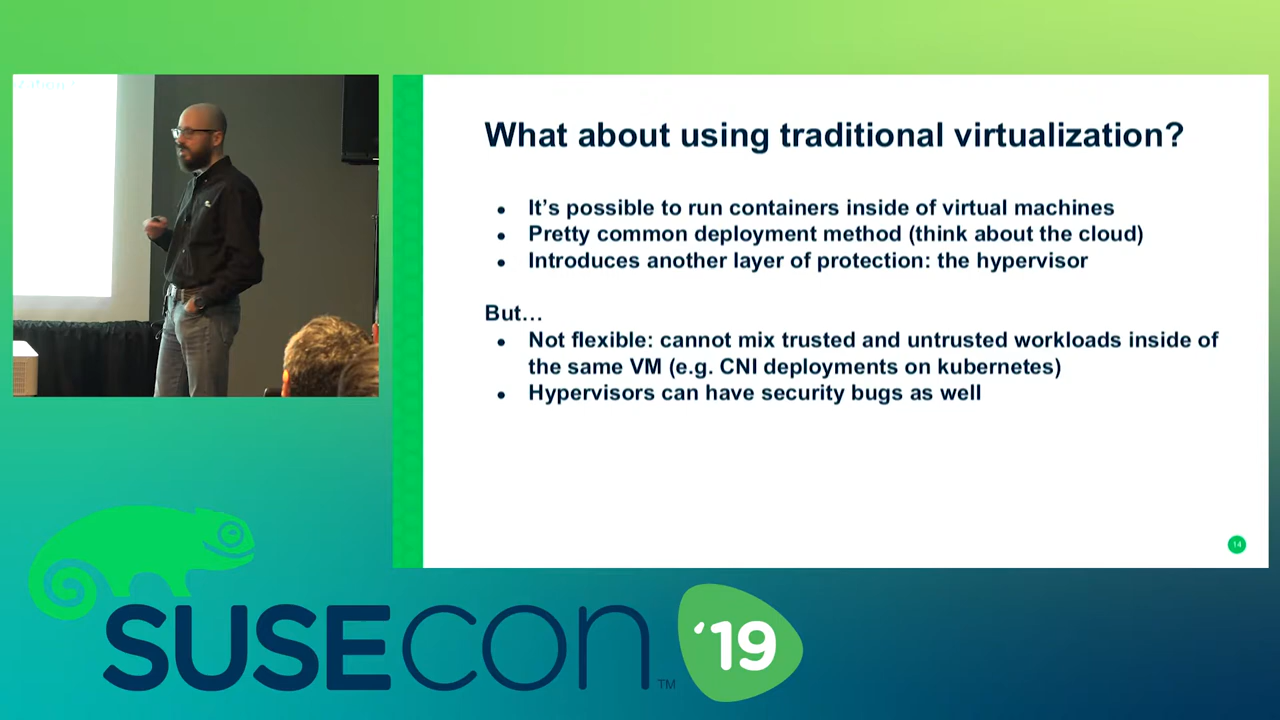 What about using traditional virtualization?
● It’s possible to run containers inside of virtual machines
● Pretty common deployment method (think about the cloud)
● Introduces another layer of protection: the hypervisor
But…
● Not flexible: cannot mix trusted and untrusted workloads inside of
the same VM (e.g. CNI deployments on kubernetes)
● Hypervisors can have security bugs as well
14
SUSECON ™ ‘19